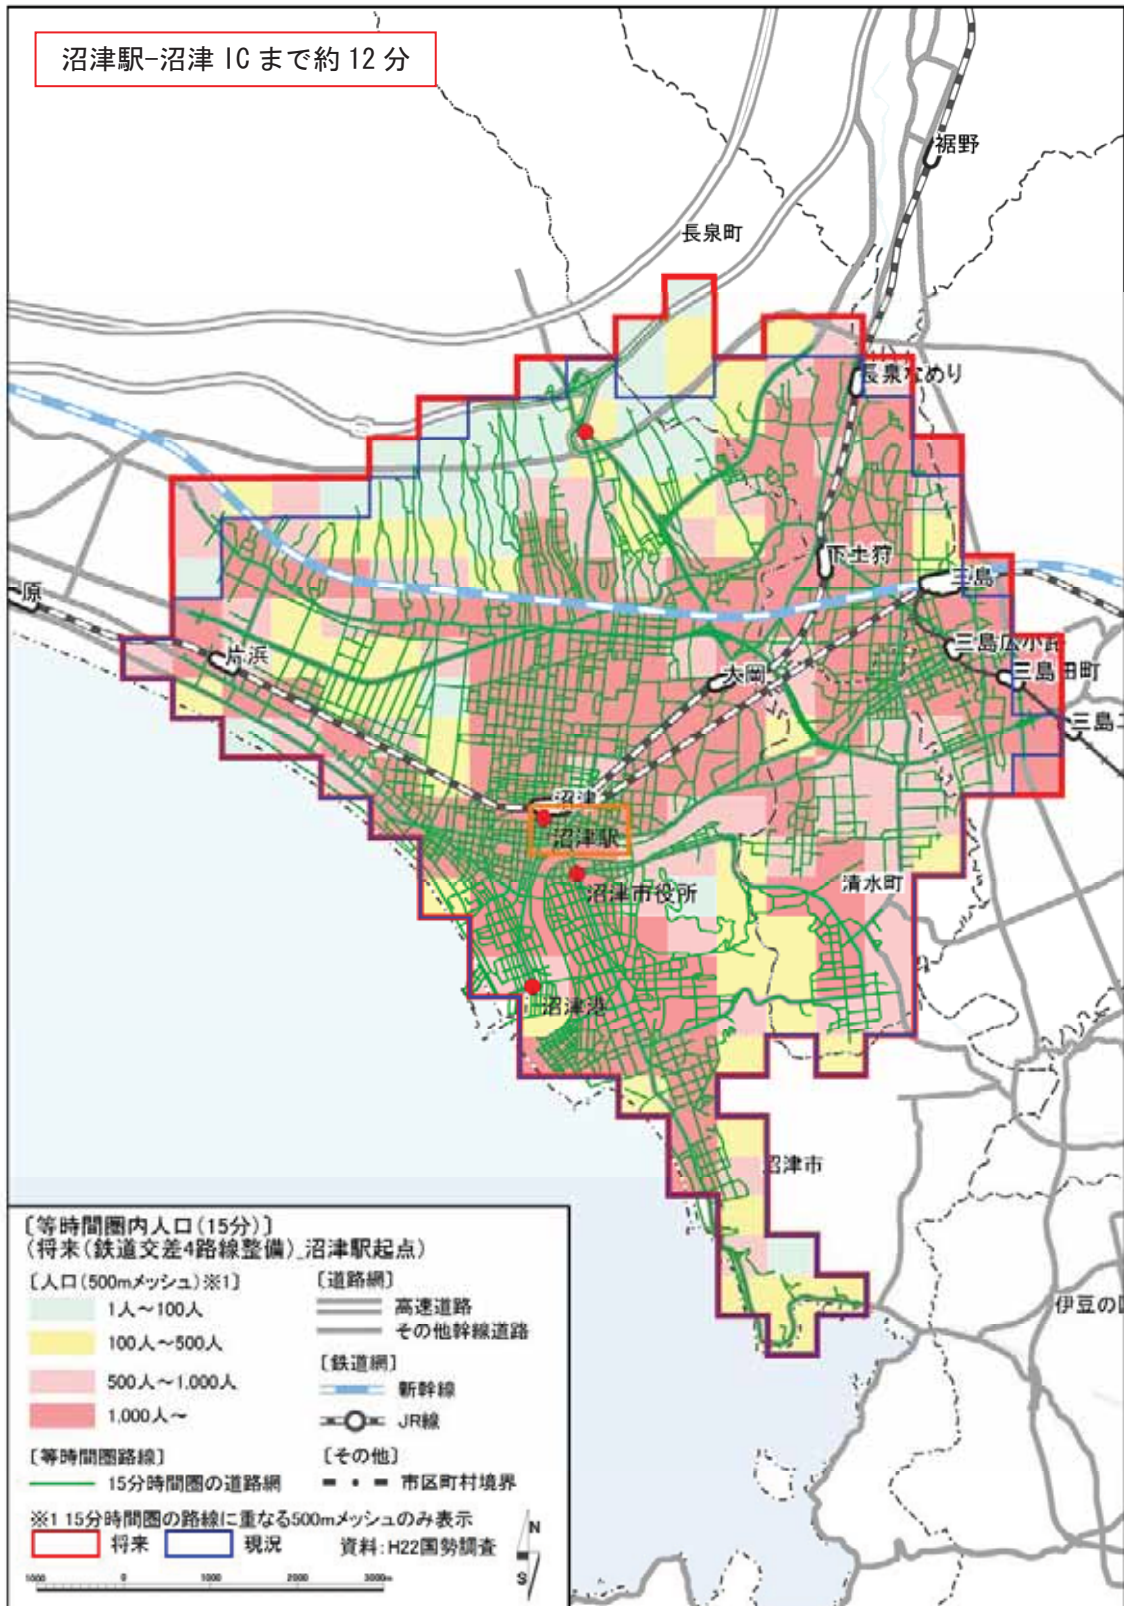 沼津駅-沼津 IC まで約 12 分
裾野
長泉町
長泉なめり
下土狩
三島
原
片浜
大岡
三島広小路
三島田町
三島二
沼津
沼津駅
沼津市役所
清水町
沼津港
沼津市
伊豆の国
〔等時間圏内人口(15分)〕
(将来(鉄道交差4路線整備)_沼津駅起点)
〔人口(500mメッシュ)※1〕
1人～100人
100人～500人
500人～1,000人
1,000人～
〔等時間圏路線〕
15分時間圏の道路網
〔道路網〕
高速道路
その他幹線道路
〔鉄道網〕
新幹線
JR線
〔その他〕
市区町村境界
※1 15分時間圏の路線に重なる500mメッシュのみ表示
将来 現況 資料:H22国勢調査
N
S
1000 0 1000 2000 3000m